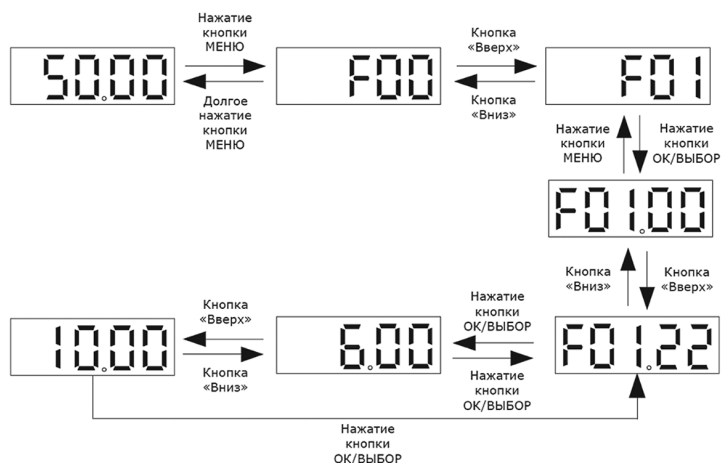 Нажатие
кнопки
МЕНЮ
Долгое
нажатие
кнопки
МЕНЮ
50.00
F00
Кнопка
«Вверх»
Кнопка
«Вниз»
F01
Нажатие
кнопки
МЕНЮ
Нажатие
кнопки
ОК/ВЫБОР
F01.00
Кнопка
«Вниз»
Кнопка
«Вверх»
10.00
Кнопка
«Вверх»
Кнопка
«Вниз»
6.00
Нажатие
кнопки
ОК/ВЫБОР
Нажатие
кнопки
ОК/ВЫБОР
F01.22
Нажатие
кнопки
ОК/ВЫБОР